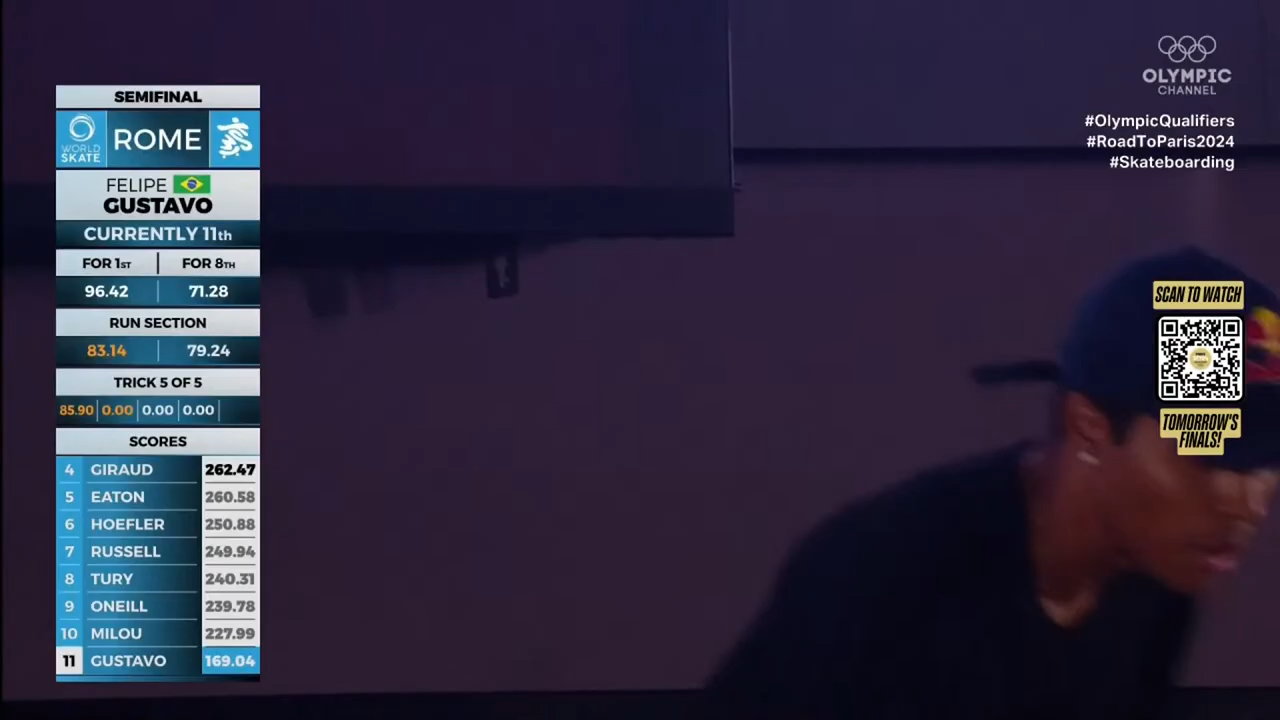 SEMIFINAL
WORLD SKATE
ROME
FELIPE
GUSTAVO
CURRENTLY 11th
FOR 1ST FOR 8TH
96.42 71.28
RUN SECTION
83.14 79.24
TRICK 5 OF 5
85.90 0.00 0.00 0.00
SCORES
4 GIRAUD 262.47
5 EATON 260.58
6 HOEFLER 250.88
7 RUSSELL 249.94
8 TURY 240.31
9 ONEILL 239.78
10 MILOU 227.99
11 GUSTAVO 169.04
OLYMPIC
CHANNEL
#OlympicQualifiers
#RoadToParis2024
#Skateboarding
SCAN TO WATCH
TOMORROW'S
FINALS!